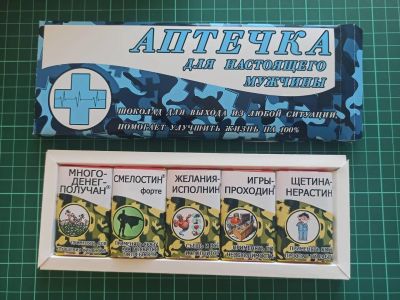 АПТЕЧКА
ДЛЯ НАСТОЯЩЕГО
МУЖЧИНЫ
ШОКОЛАД ДЛЯ ВЫХОДА ИЗ ЛЮБОЙ СИТУАЦИИ,
ПОМОГАЕТ УЛУЧШИТЬ ЖИЗНЬ НА 100%
МНОГО-
ДЕНЕГ-
ПОЛУЧАН®
СМЕЛОСТИН®
форте
ЖЕЛАНИЯ-
ИСПОЛНИН
ИГРЫ-
ПРОХОДИН®
ЩЕТИНА-
НЕРАСТИН